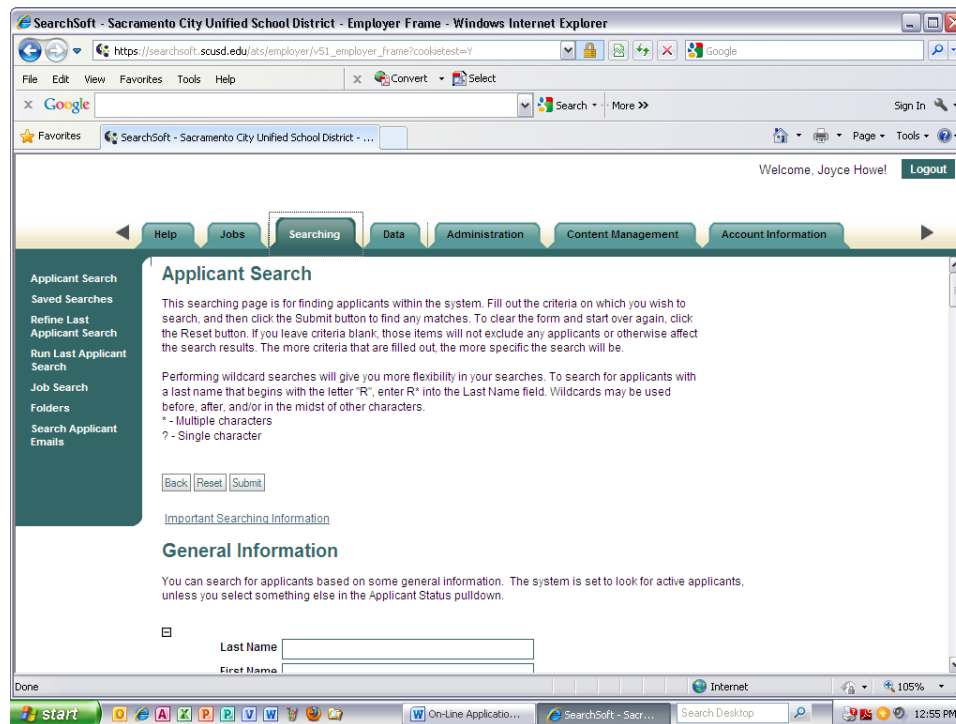 SearchSoft - Sacramento City Unified School District - Employer Frame - Windows Internet Explorer
https://searchsoft.scusd.edu/ats/employer/v51_employer_frame?cookietest=Y
Google
File Edit View Favorites Tools Help
x Convert Select
x Google
Search More >>
Sign In
Favorites
SearchSoft - Sacramento City Unified School District - ...
Page Tools
Welcome, Joyce Howe!
Logout
Help Jobs Searching Data Administration Content Management Account Information
Applicant Search
Saved Searches
Refine Last
Applicant Search
Run Last Applicant
Search
Job Search
Folders
Search Applicant
Emails
Applicant Search
This searching page is for finding applicants within the system. Fill out the criteria on which you wish to
search, and then click the Submit button to find any matches. To clear the form and start over again, click
the Reset button. If you leave criteria blank, those items will not exclude any applicants or otherwise affect
the search results. The more criteria that are filled out, the more specific the search will be.
Performing wildcard searches will give you more flexibility in your searches. To search for applicants with
a last name that begins with the letter "R", enter R* into the Last Name field. Wildcards may be used
before, after, and/or in the midst of other characters.
* - Multiple characters
? - Single character
Back Reset Submit
Important Searching Information
General Information
You can search for applicants based on some general information. The system is set to look for active applicants,
unless you select something else in the Applicant Status pulldown.
Last Name
First Name
Done
Internet
105%
start
On-Line Applicatio...
SearchSoft - Sacr...
Search Desktop
12:55 PM